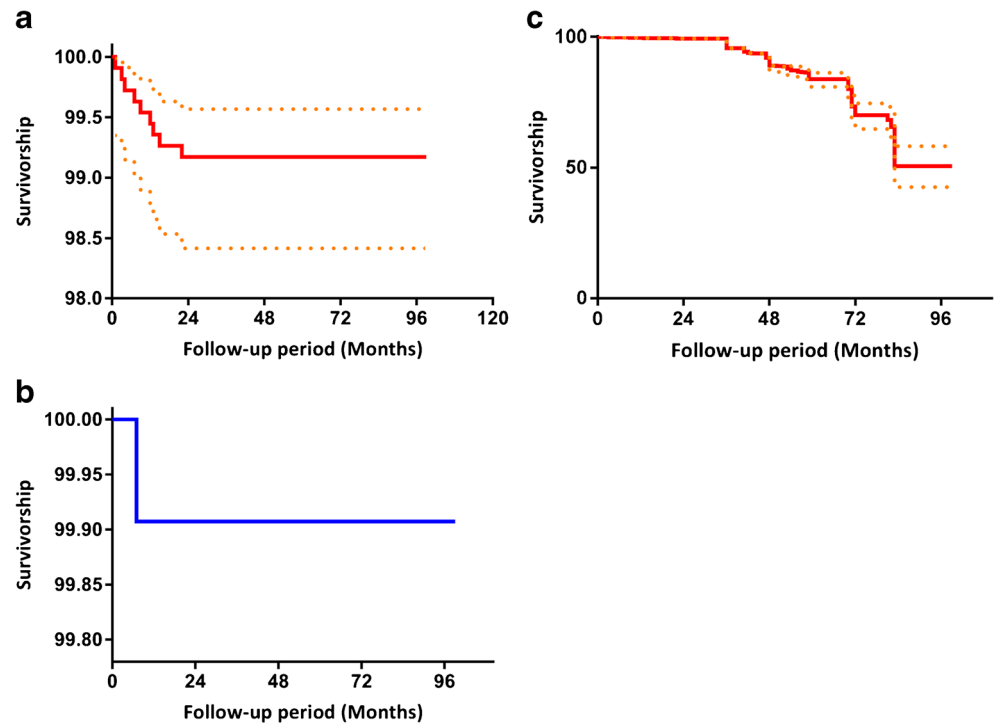 a
100.0
99.5
99.0
98.5
98.0
Survivorship
0 24 48 72 96 120
Follow-up period (Months)
c
100
50
0
Survivorship
0 24 48 72 96
Follow-up period (Months)
b
100.00
99.95
99.90
99.85
99.80
Survivorship
0 24 48 72 96
Follow-up period (Months)